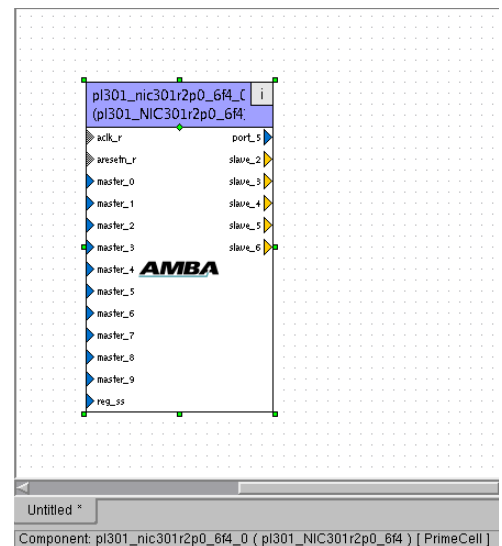 pl301_nic301r2p0_6f4_0 i
(pl301_NIC301r2p0_6f4)
aclk_r port_5
aresetn_r slave_2
master_0 slave_3
master_1 slave_4
master_2 slave_5
master_3 slave_6
master_4 AMBA
master_5
master_6
master_7
master_8
master_9
reg_ss
Untitled *
Component: pl301_nic301r2p0_6f4_0 ( pl301_NIC301r2p0_6f4 ) [ PrimeCell ]